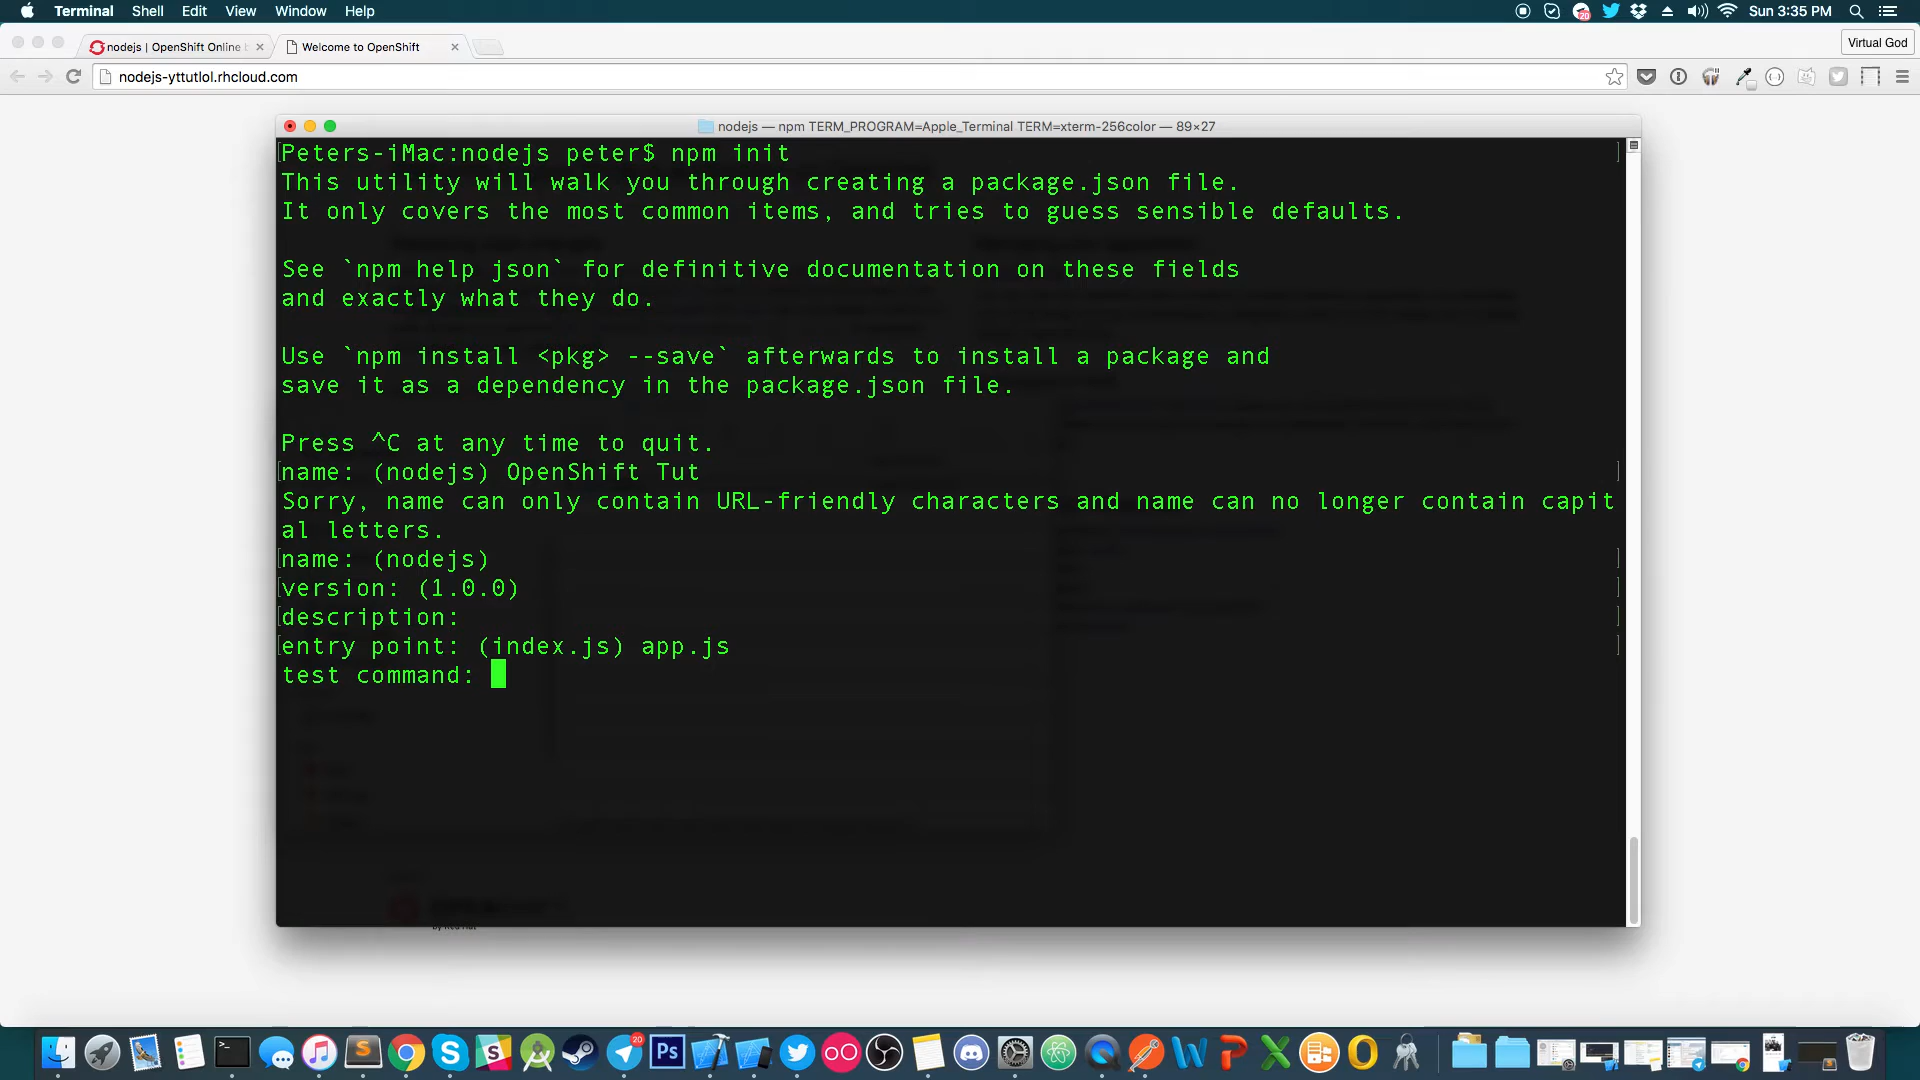 Terminal Shell Edit View Window Help Sun 3:35 PM
nodejs | OpenShift Online Welcome to OpenShift Virtual God
nodejs-yttutlol.rhcloud.com
nodejs — npm TERM_PROGRAM=Apple_Terminal TERM=xterm-256color — 89×27
Peters-iMac:nodejs peter$ npm init
This utility will walk you through creating a package.json file.
It only covers the most common items, and tries to guess sensible defaults.
See `npm help json` for definitive documentation on these fields
and exactly what they do.
Use `npm install <pkg> --save` afterwards to install a package and
save it as a dependency in the package.json file.
Press ^C at any time to quit.
name: (nodejs) OpenShift Tut
Sorry, name can only contain URL-friendly characters and name can no longer contain capit
al letters.
name: (nodejs)
version: (1.0.0)
description:
entry point: (index.js) app.js
test command:
20
Ps